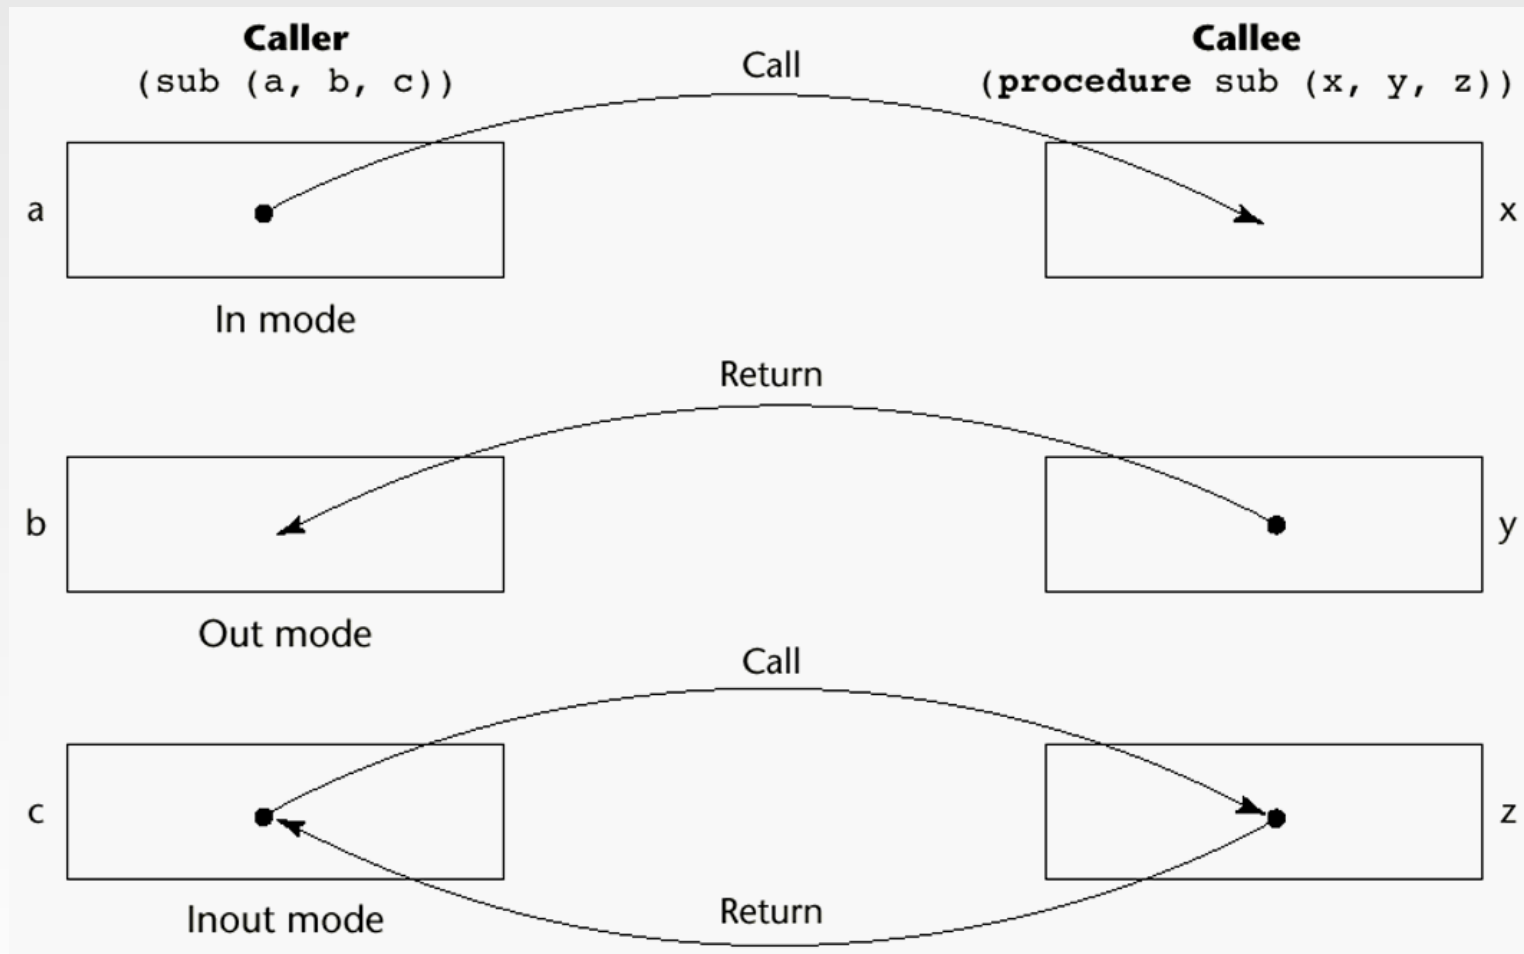 Caller
Callee
(sub (a, b, c))
Call
(procedure sub (x, y, z))
a
x
In mode
Return
b
y
Out mode
Call
c
z
Inout mode
Return